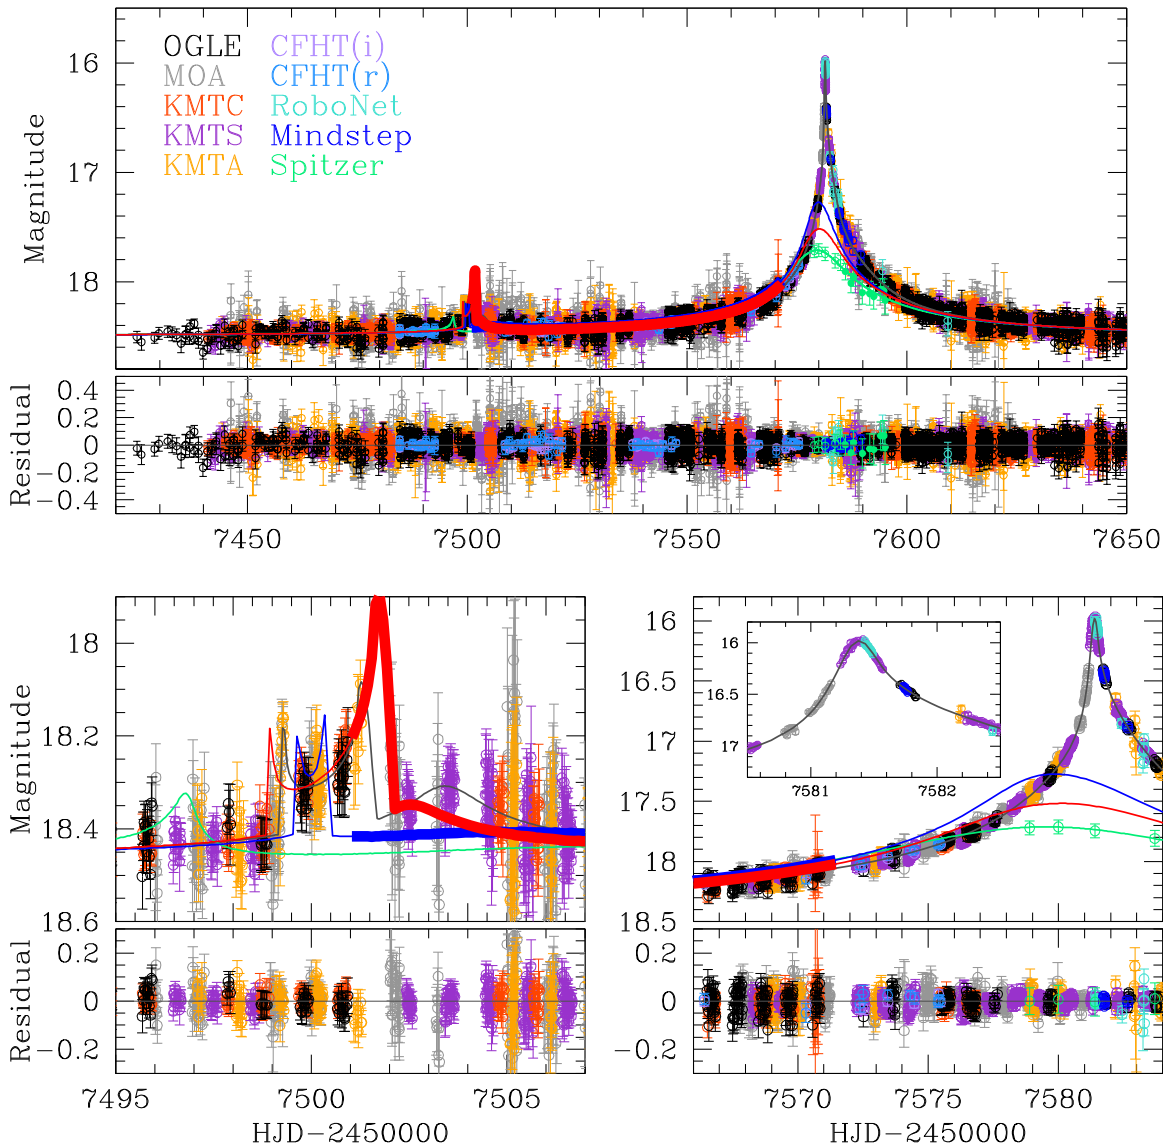 OGLE CFHT(i)
MOA CFHT(r)
KMTC RoboNet
KMTS Mindstep
KMTA Spitzer
Magnitude
16
17
18
Residual
0.4
0.2
0
−0.2
−0.4
7450 7500 7550 7600 7650
Magnitude
18
18.2
18.4
18.6
Residual
0.2
0
−0.2
7495 7500 7505
HJD−2450000
16
16.5
17
17.5
18
18.5
16
16.5
17
7581 7582
0.2
0
−0.2
7570 7575 7580
HJD−2450000